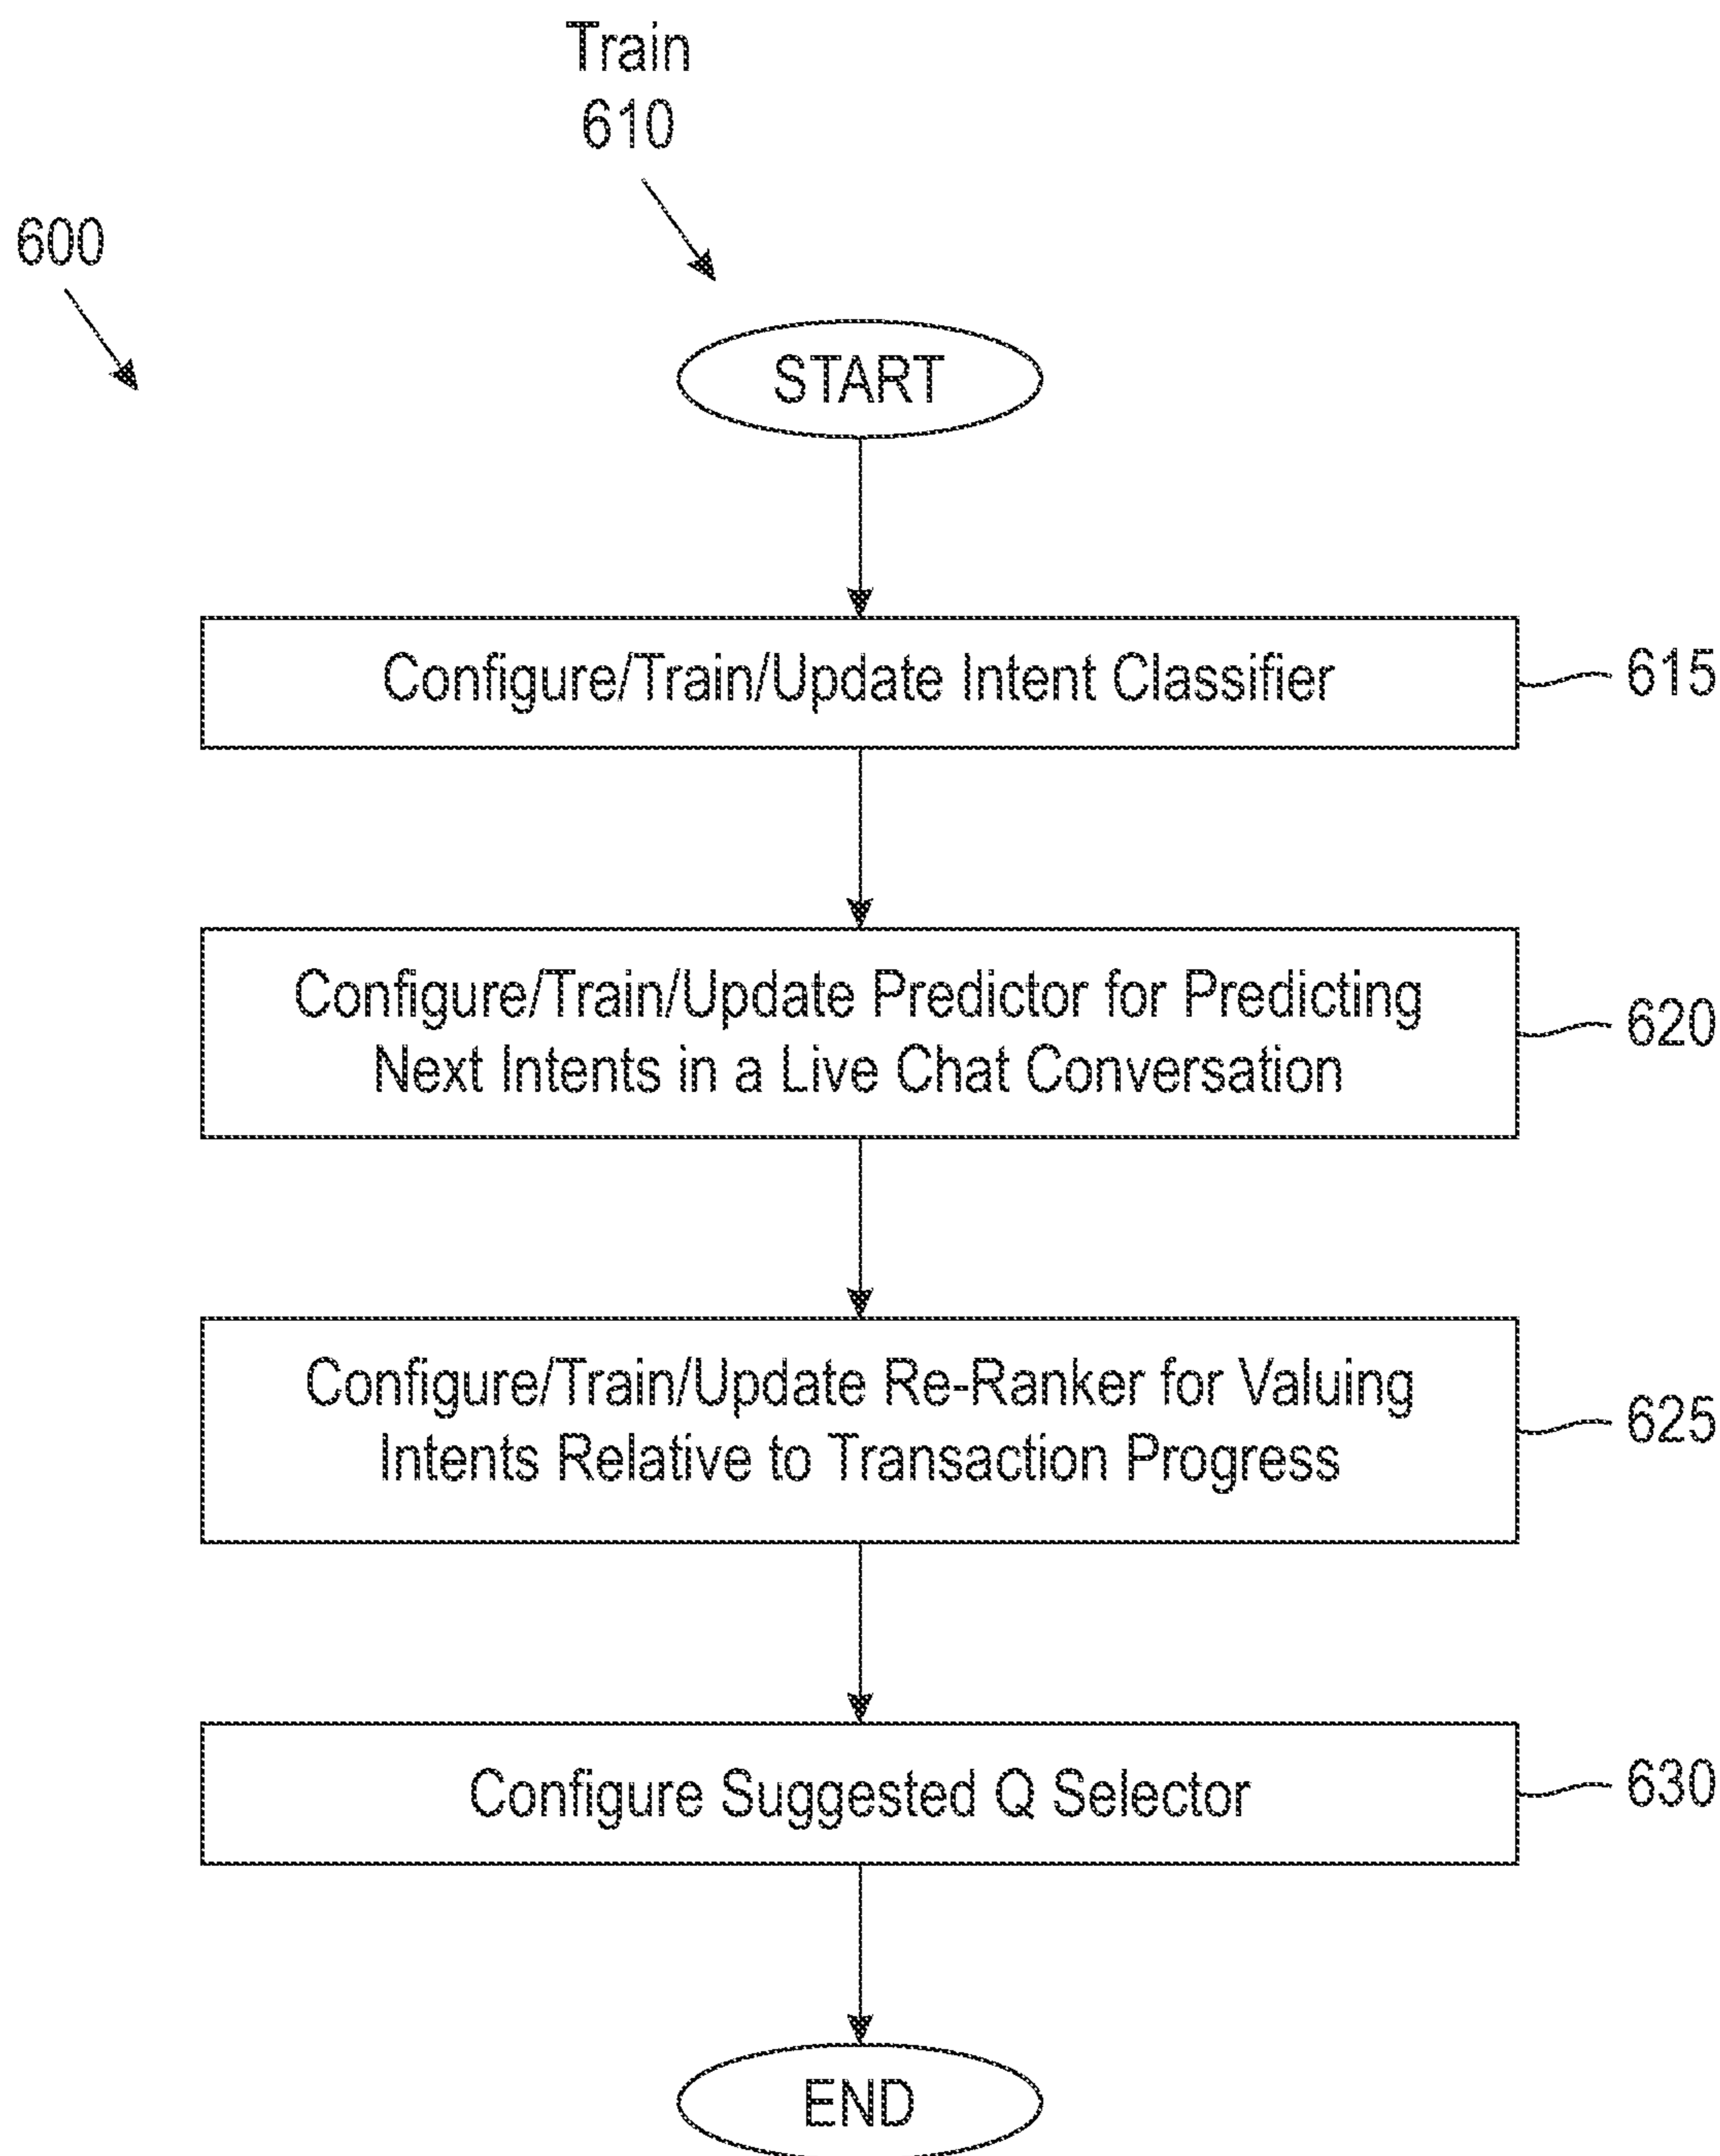 Train
610
600
START
Configure/Train/Update Intent Classifier
615
Configure/Train/Update Predictor for Predicting
Next Intents in a Live Chat Conversation
620
Configure/Train/Update Re-Ranker for Valuing
Intents Relative to Transaction Progress
625
Configure Suggested Q Selector
630
END